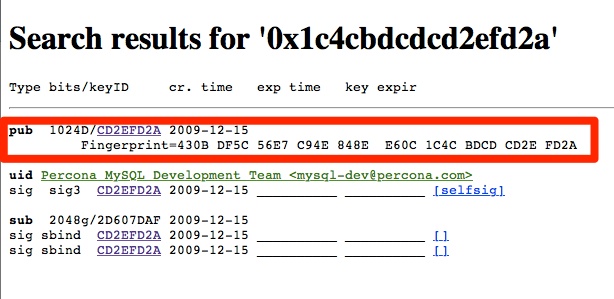 Search results for '0x1c4cbdcdcd2efd2a'
Type bits/keyID cr. time exp time key expir
pub 1024D/CD2EFD2A 2009-12-15
Fingerprint=430B DF5C 56E7 C94E 848E E60C 1C4C BDCD CD2E FD2A
uid Percona MySQL Development Team <mysql-dev@percona.com>
sig sig3 CD2EFD2A 2009-12-15 __________ __________ [selfsig]
sub 2048g/2D607DAF 2009-12-15
sig sbind CD2EFD2A 2009-12-15 __________ __________ []
sig sbind CD2EFD2A 2009-12-15 __________ __________ []